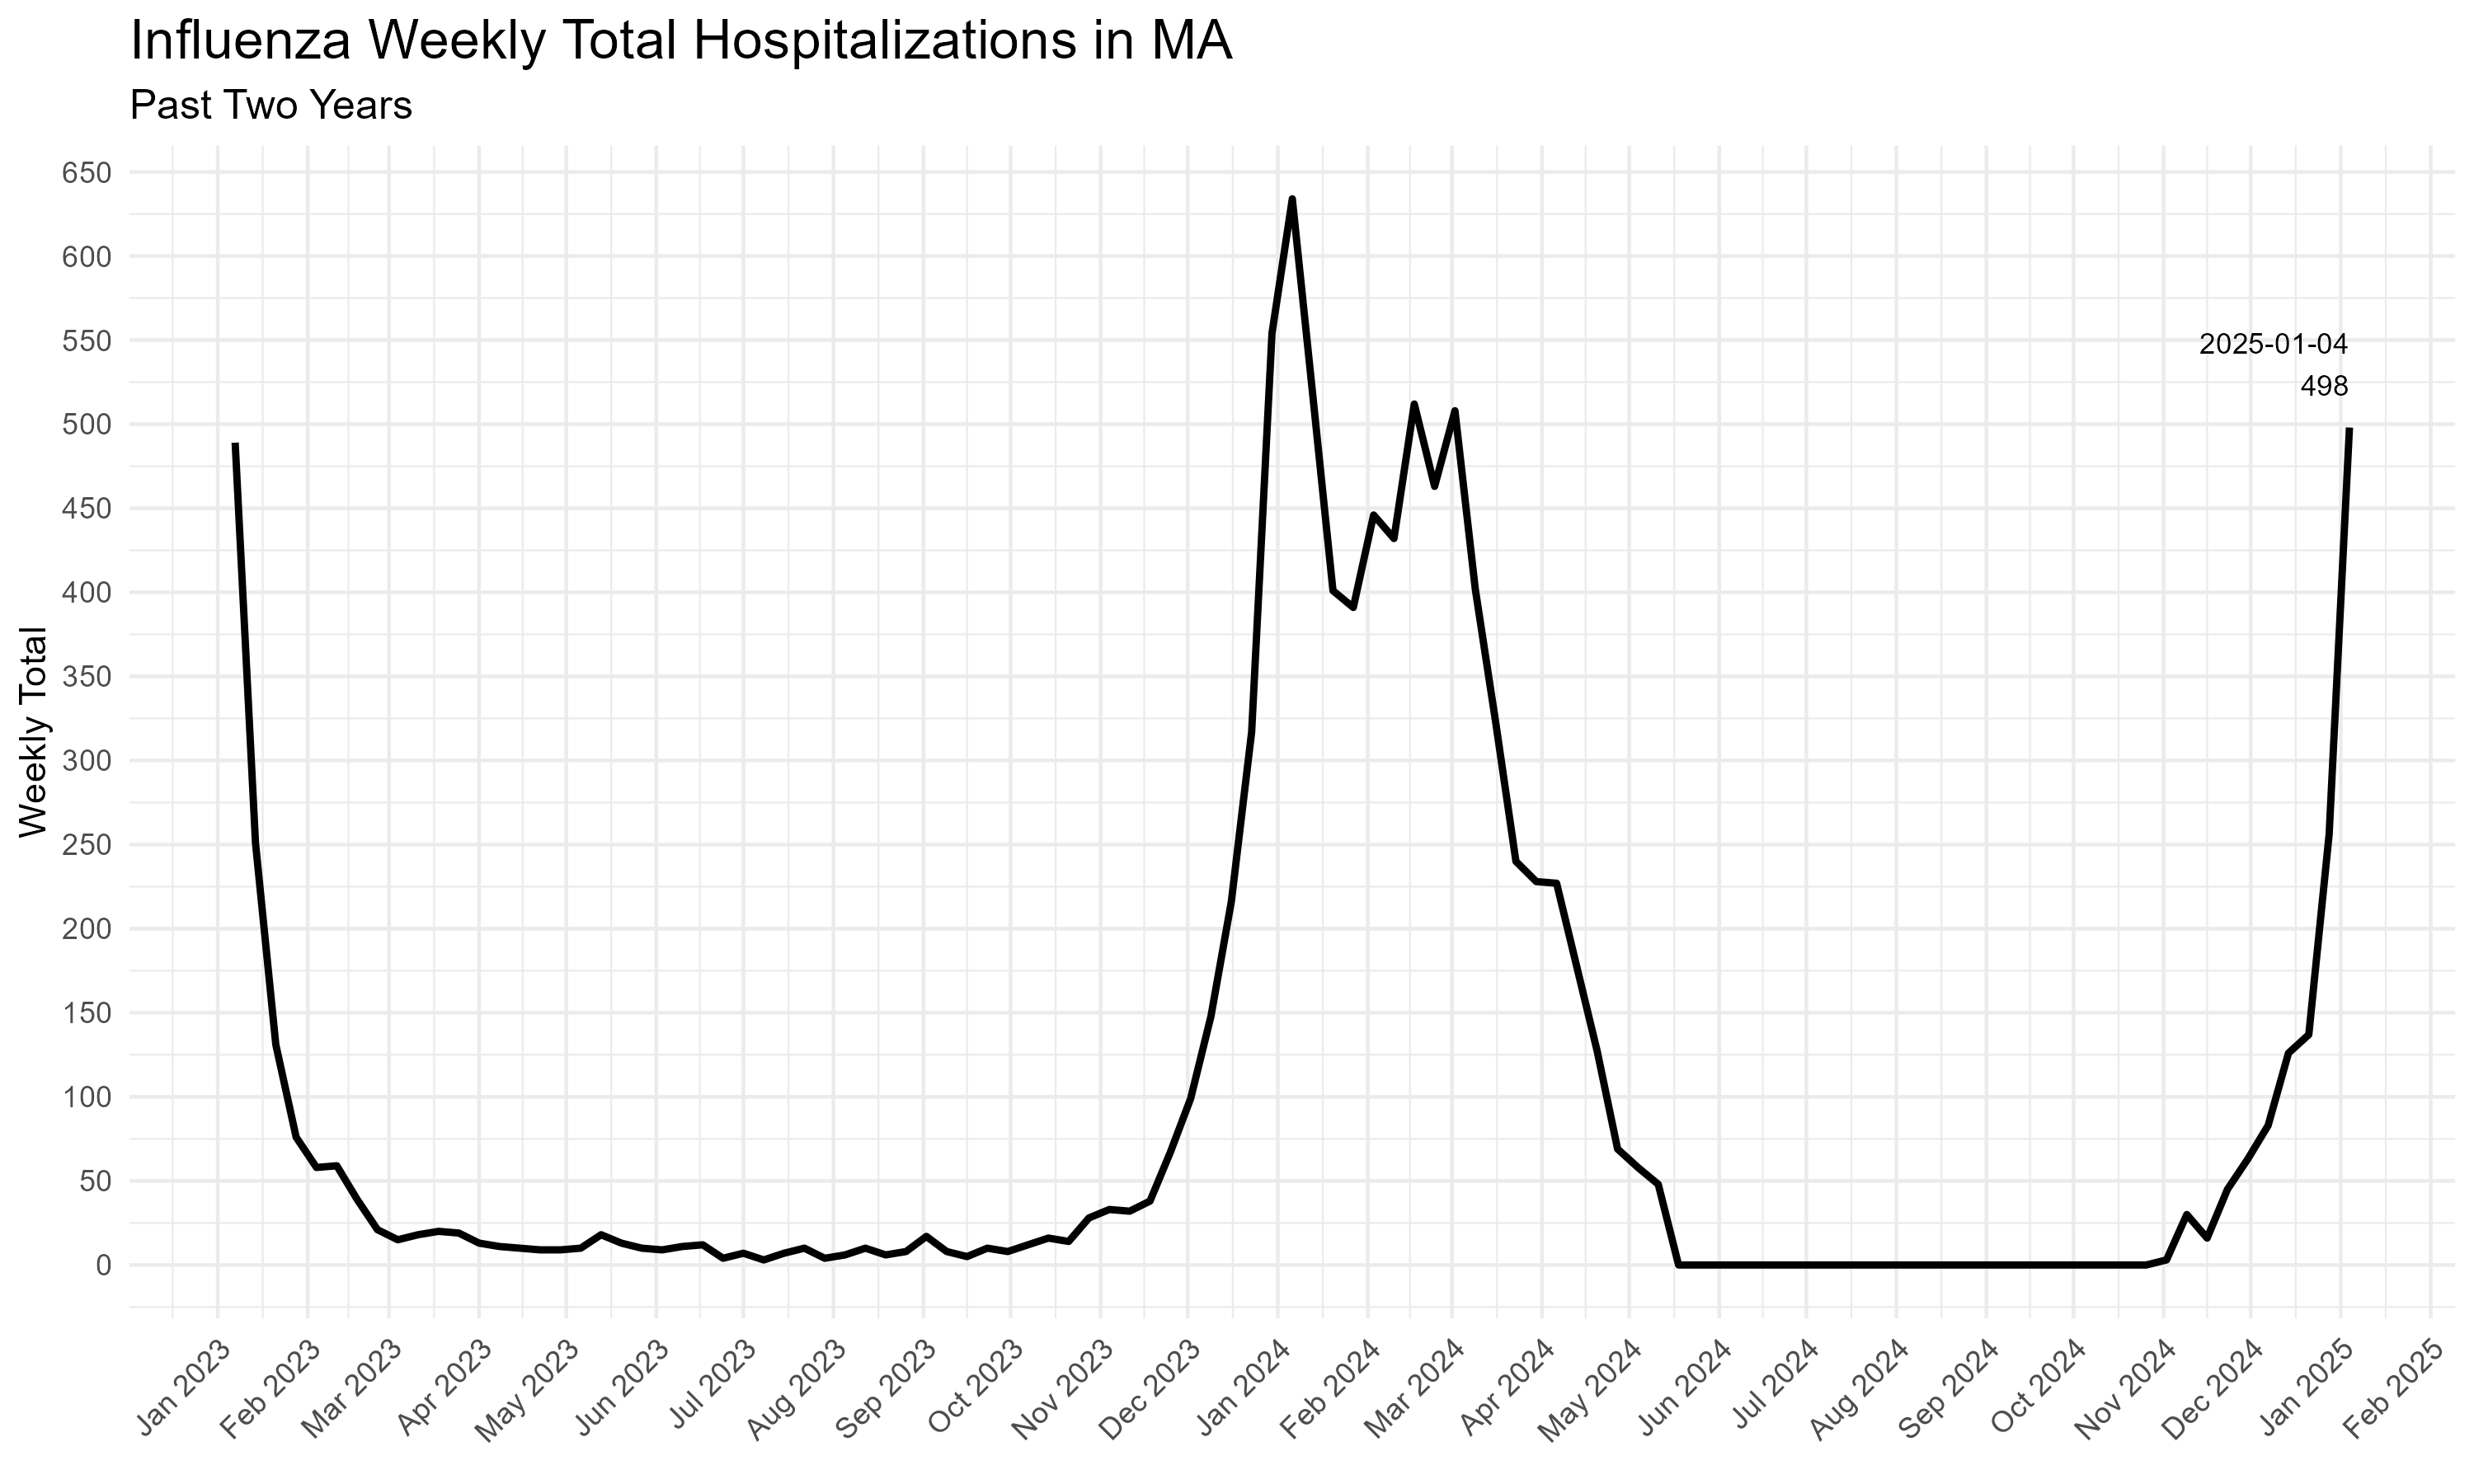 Influenza Weekly Total Hospitalizations in MA
Past Two Years
650
600
550
500
450
400
350
300
250
200
150
100
50
0
Weekly Total
2025-01-04
498
Jan 2023
Feb 2023
Mar 2023
Apr 2023
May 2023
Jun 2023
Jul 2023
Aug 2023
Sep 2023
Oct 2023
Nov 2023
Dec 2023
Jan 2024
Feb 2024
Mar 2024
Apr 2024
May 2024
Jun 2024
Jul 2024
Aug 2024
Sep 2024
Oct 2024
Nov 2024
Dec 2024
Jan 2025
Feb 2025